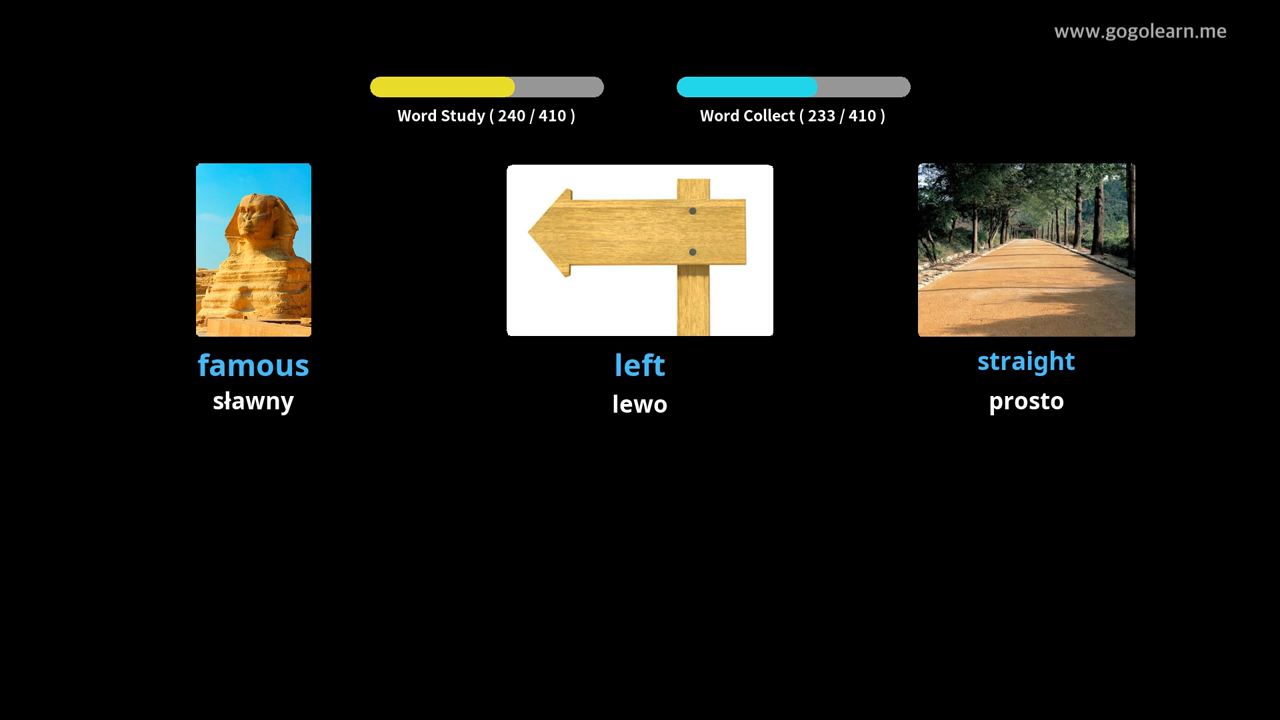 www.gogolearn.me
Word Study ( 240 / 410 )
Word Collect ( 233 / 410 )
famous
sławny
left
lewo
straight
prosto